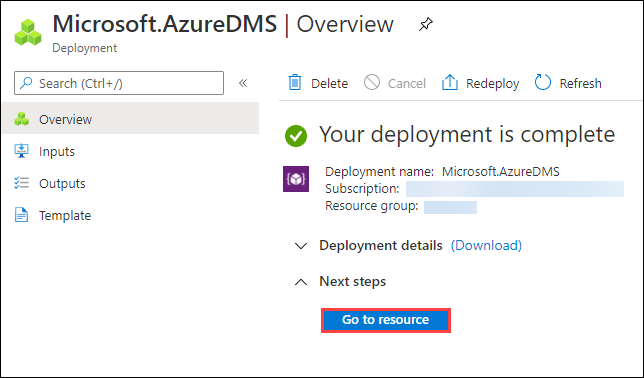 Microsoft.AzureDMS | Overview
Deployment
Search (Ctrl+/)
«
Delete
Cancel
Redeploy
Refresh
Overview
Inputs
Outputs
Template
Your deployment is complete
Deployment name: Microsoft.AzureDMS
Subscription:
Resource group:
Deployment details (Download)
Next steps
Go to resource